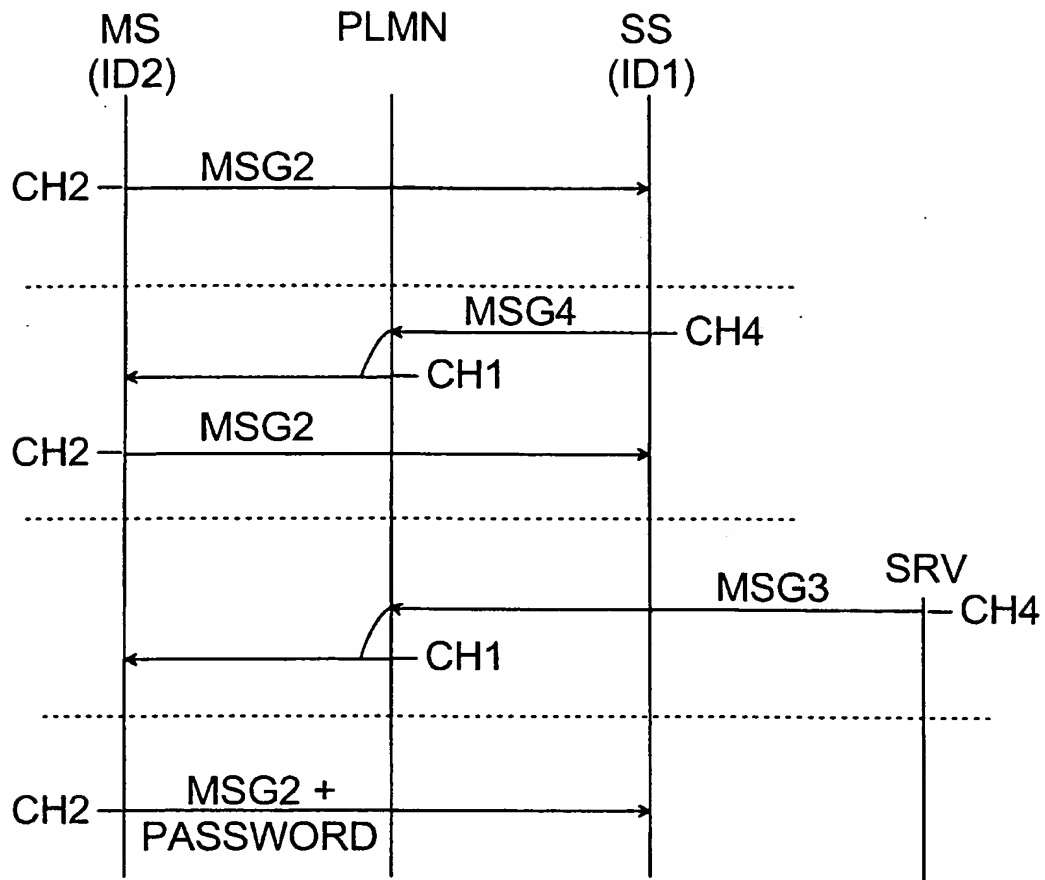 MS PLMN SS
(ID2) (ID1)
CH2 MSG2
MSG4 CH4
CH1
CH2 MSG2
SRV
MSG3 CH4
CH1
CH2 MSG2 +
PASSWORD